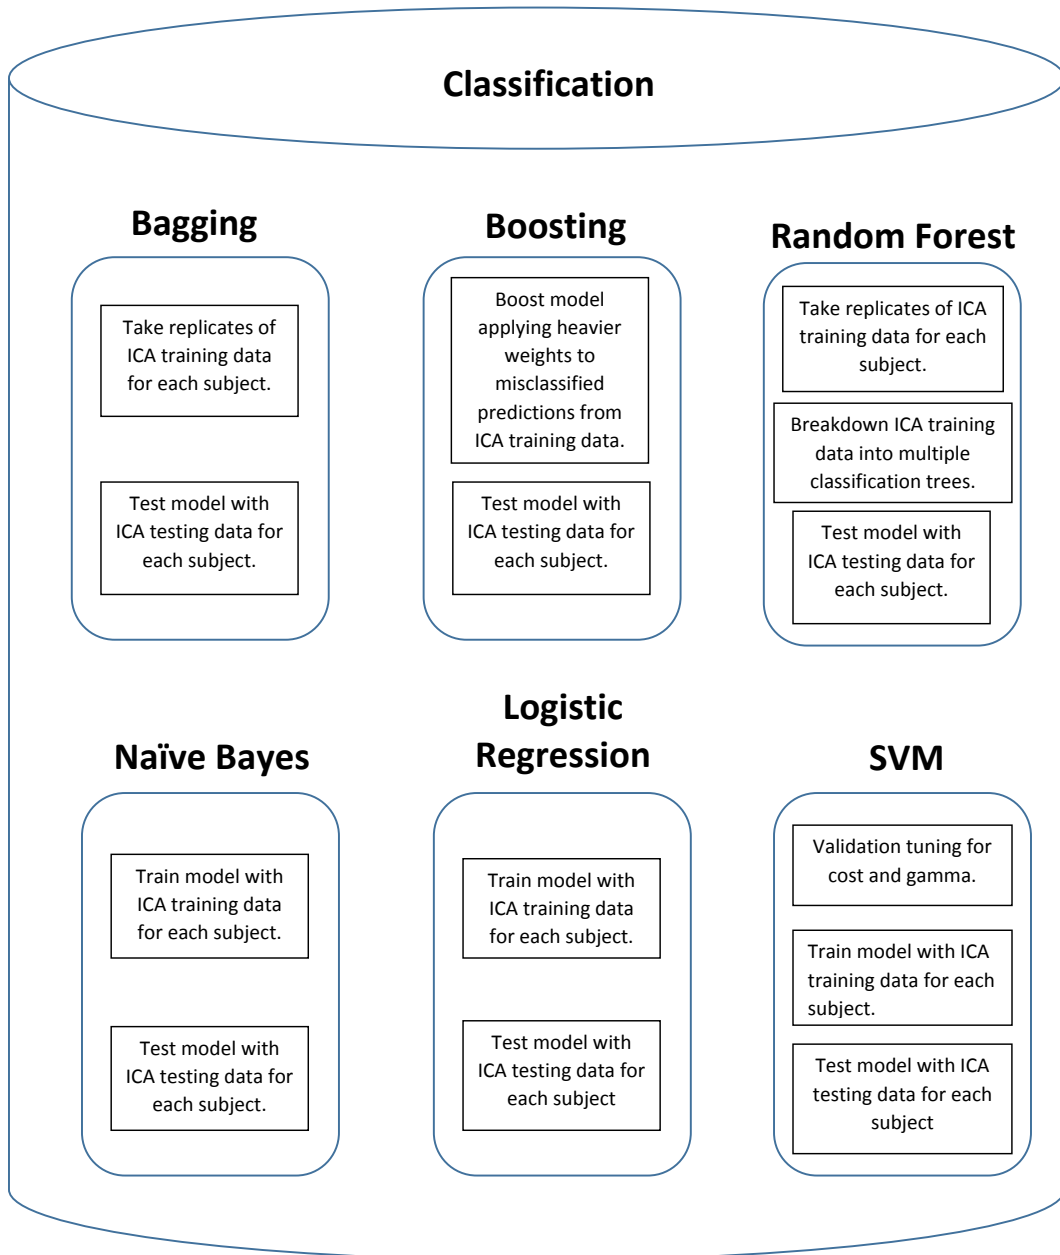 Classification
Bagging
Take replicates of
ICA training data
for each subject.
Test model with
ICA testing data for
each subject.
Boosting
Boost model
applying heavier
weights to
misclassified
predictions from
ICA training data.
Test model with
ICA testing data for
each subject.
Random Forest
Take replicates of ICA
training data for each
subject.
Breakdown ICA training
data into multiple
classification trees.
Test model with
ICA testing data for
each subject.
Naïve Bayes
Train model with
ICA training data
for each subject.
Test model with
ICA testing data for
each subject.
Logistic
Regression
Train model with
ICA training data
for each subject.
Test model with
ICA testing data for
each subject
SVM
Validation tuning for
cost and gamma.
Train model with ICA
training data for each
subject.
Test model with ICA
testing data for each
subject